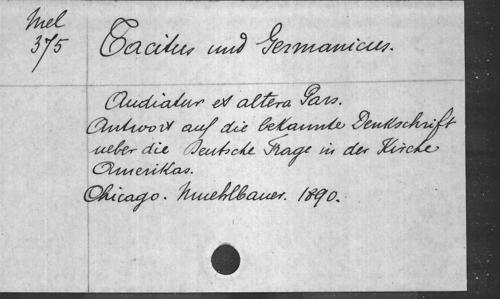 Mel
375
Tacitus und Germanicus.
Audiatur et altera Pars.
Antwort auf die bekannte Denkschrift
ueber die Deutsche Frage in der Kirche
Amerikas.
Chicago. Muehlbauer. 1890.